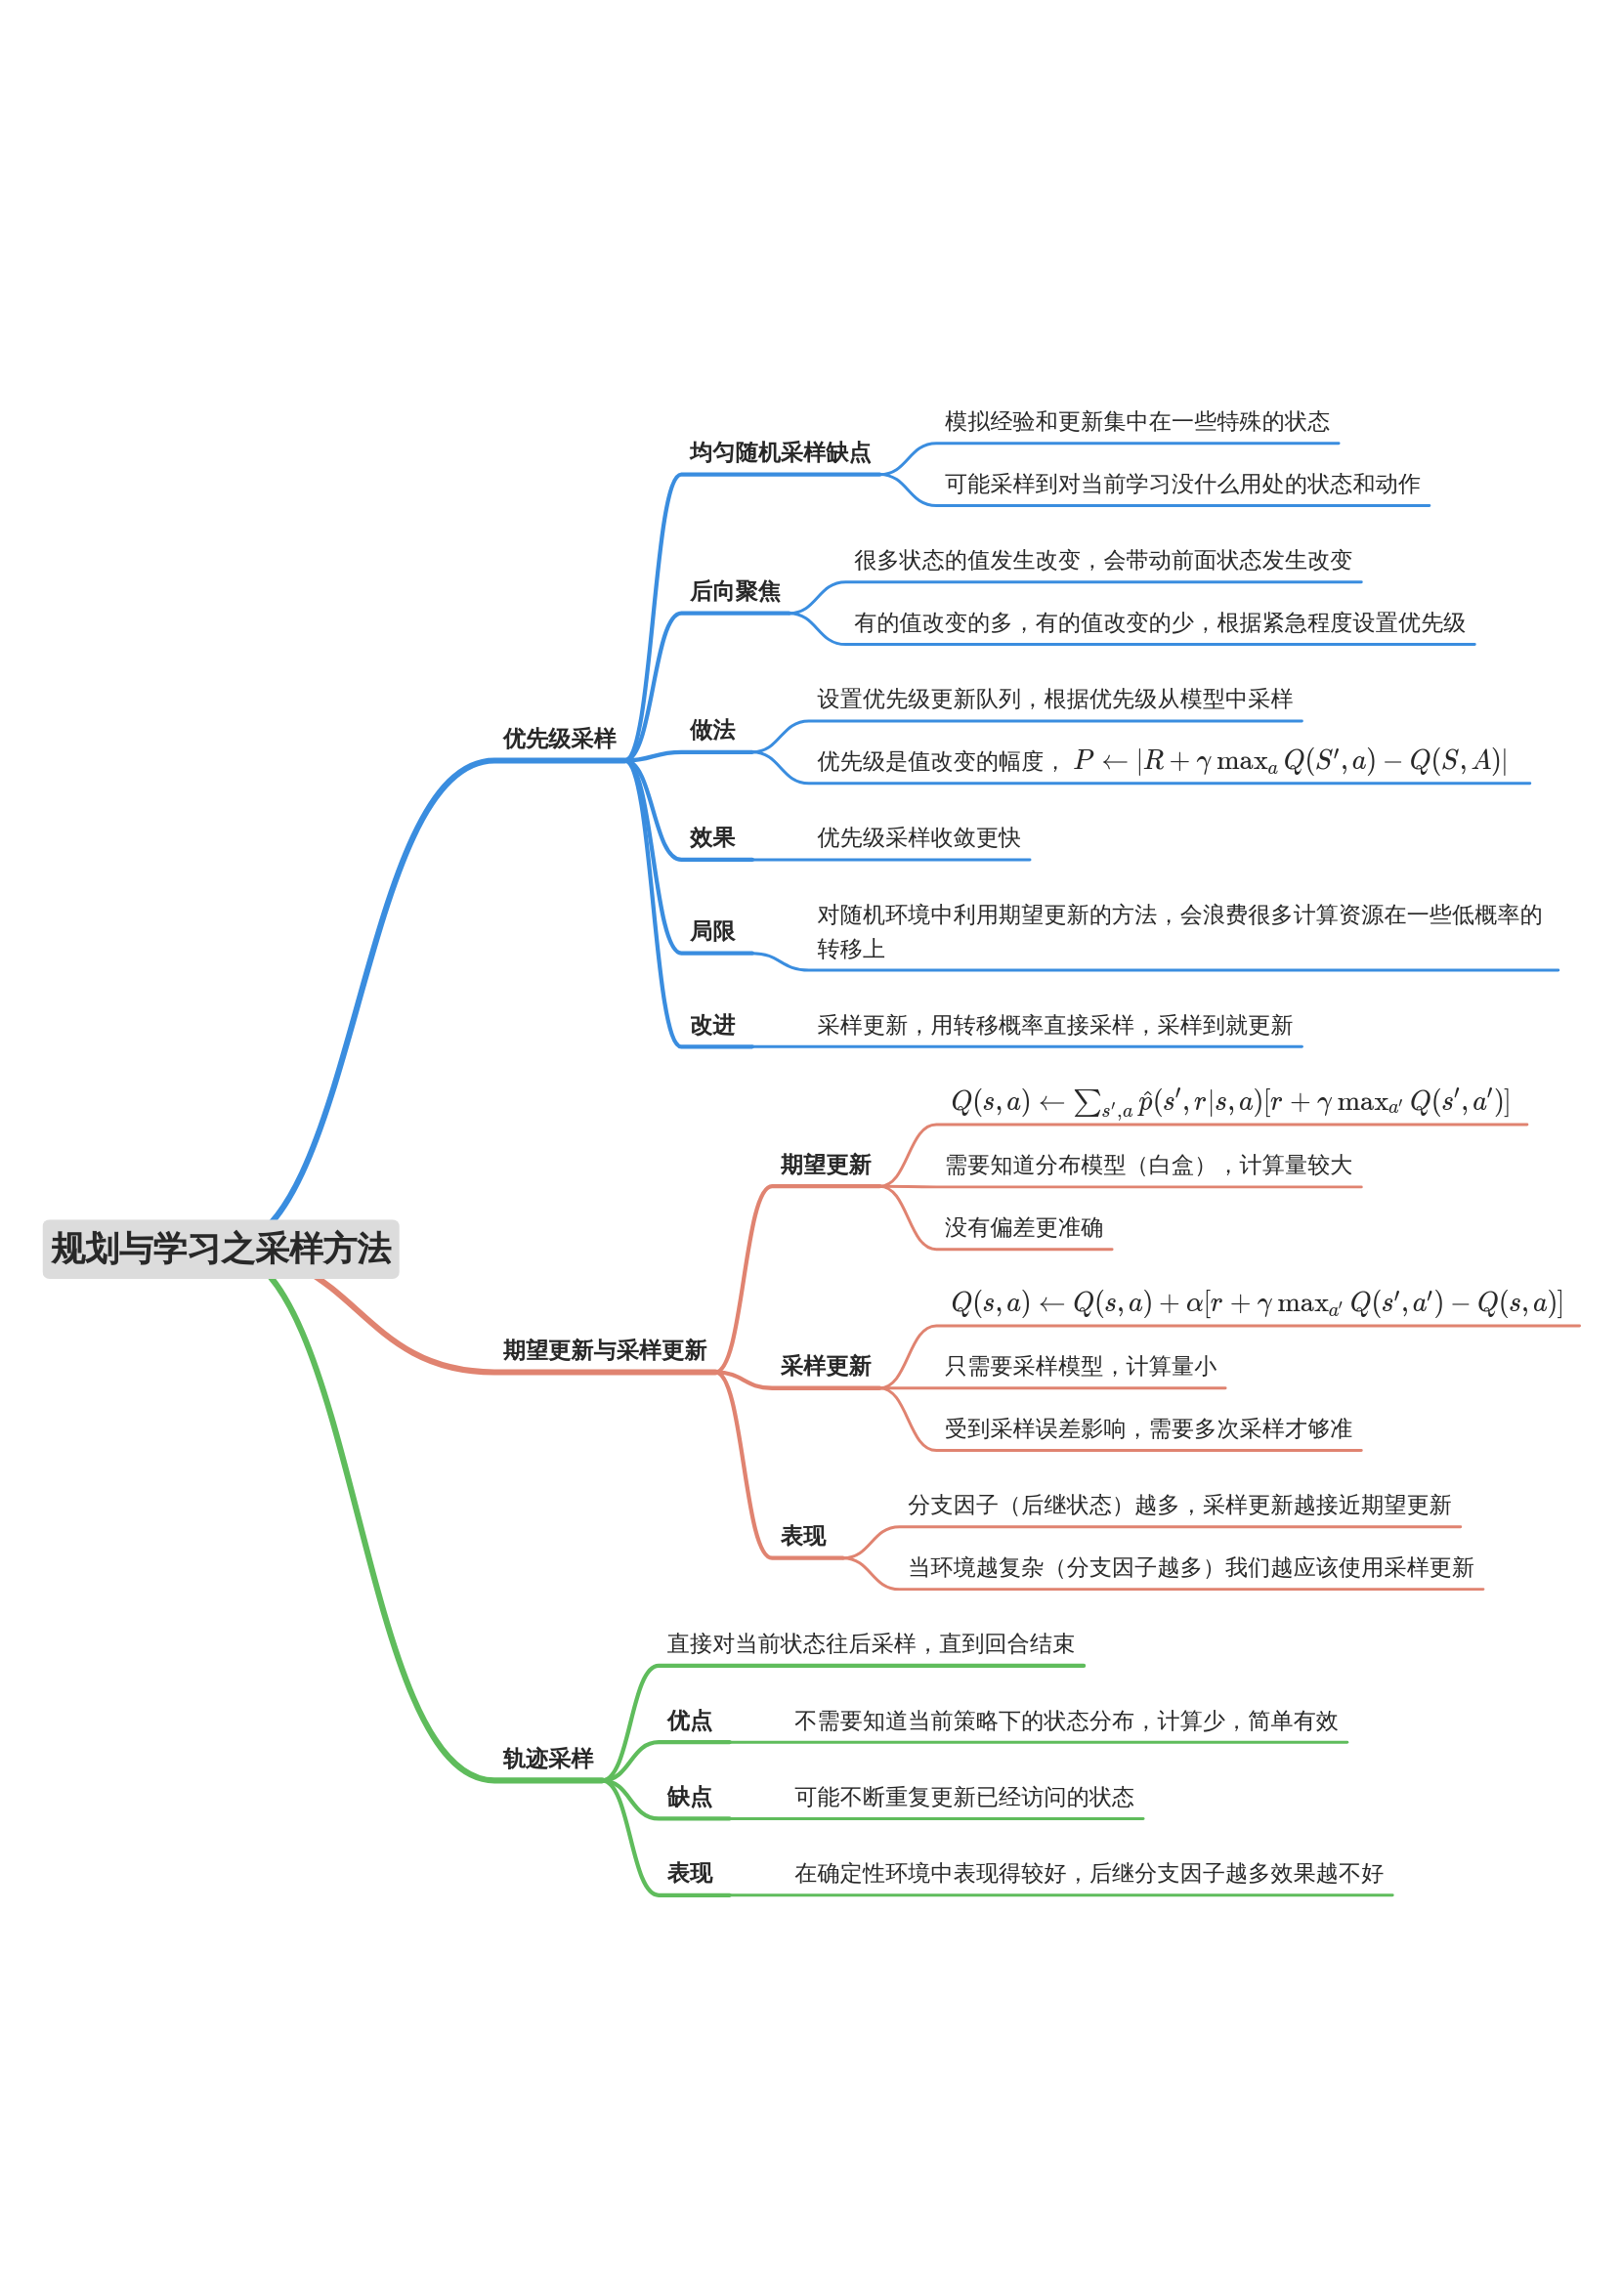 规划与学习之采样方法
优先级采样
均匀随机采样缺点
模拟经验和更新集中在一些特殊的状态
可能采样到对当前学习没什么用处的状态和动作
后向聚焦
很多状态的值发生改变，会带动前面状态发生改变
有的值改变的多，有的值改变的少，根据紧急程度设置优先级
做法
设置优先级更新队列，根据优先级从模型中采样
优先级是值改变的幅度， P ← |R + γ maxₐ Q(S′, a) − Q(S, A)|
效果
优先级采样收敛更快
局限
对随机环境中利用期望更新的方法，会浪费很多计算资源在一些低概率的
转移上
改进
采样更新，用转移概率直接采样，采样到就更新
期望更新与采样更新
期望更新
Q(s, a) ← ∑_{s′,a} p̂(s′, r|s, a)[r + γ max_{a′} Q(s′, a′)]
需要知道分布模型（白盒），计算量较大
没有偏差更准确
采样更新
Q(s, a) ← Q(s, a) + α[r + γ max_{a′} Q(s′, a′) − Q(s, a)]
只需要采样模型，计算量小
受到采样误差影响，需要多次采样才够准
表现
分支因子（后继状态）越多，采样更新越接近期望更新
当环境越复杂（分支因子越多）我们越应该使用采样更新
轨迹采样
直接对当前状态往后采样，直到回合结束
优点
不需要知道当前策略下的状态分布，计算少，简单有效
缺点
可能不断重复更新已经访问的状态
表现
在确定性环境中表现得较好，后继分支因子越多效果越不好